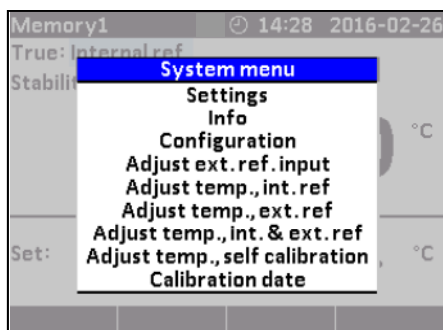 Memory1 14:28 2016-02-26
True: Internal ref
Stabilit
System menu
Settings
Info
Configuration
°C
Adjust ext.ref.input
Adjust temp.,int.ref
Adjust temp.,ext.ref
Adjust temp.,int. & ext.ref
Set: °C
Adjust temp.,self calibration
Calibration date